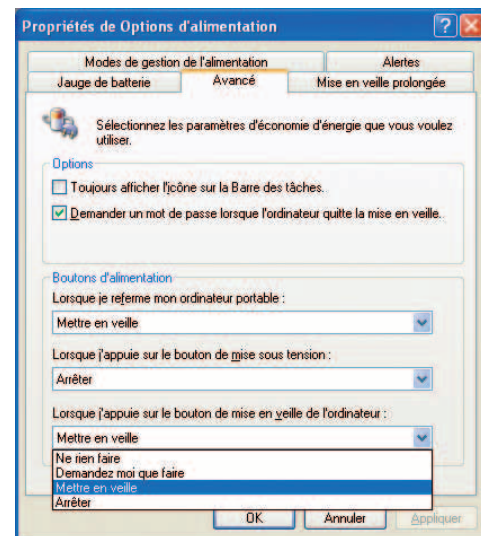 Propriétés de Options d'alimentation
Modes de gestion de l'alimentation
Alertes
Jauge de batterie
Avancé
Mise en veille prolongée
Sélectionnez les paramètres d'économie d'énergie que vous voulez
utiliser.
Options
Toujours afficher l'icône sur la Barre des tâches.
Demander un mot de passe lorsque l'ordinateur quitte la mise en veille.
Boutons d'alimentation
Lorsque je referme mon ordinateur portable :
Mettre en veille
Lorsque j'appuie sur le bouton de mise sous tension :
Arrêter
Lorsque j'appuie sur le bouton de mise en veille de l'ordinateur :
Mettre en veille
Ne rien faire
Demandez moi que faire
Mettre en veille
Arrêter
OK
Annuler
Appliquer